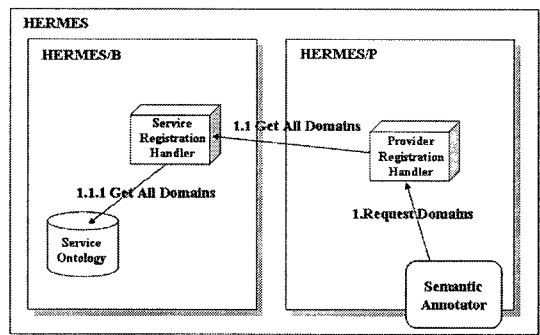 HERMES
HERMES/B
HERMES/P
Service
Registration
Handler
1.1 Get All Domains
Provider
Registration
Handler
1.1.1 Get All Domains
1.Request Domains
Service
Ontology
Semantic
Annotator